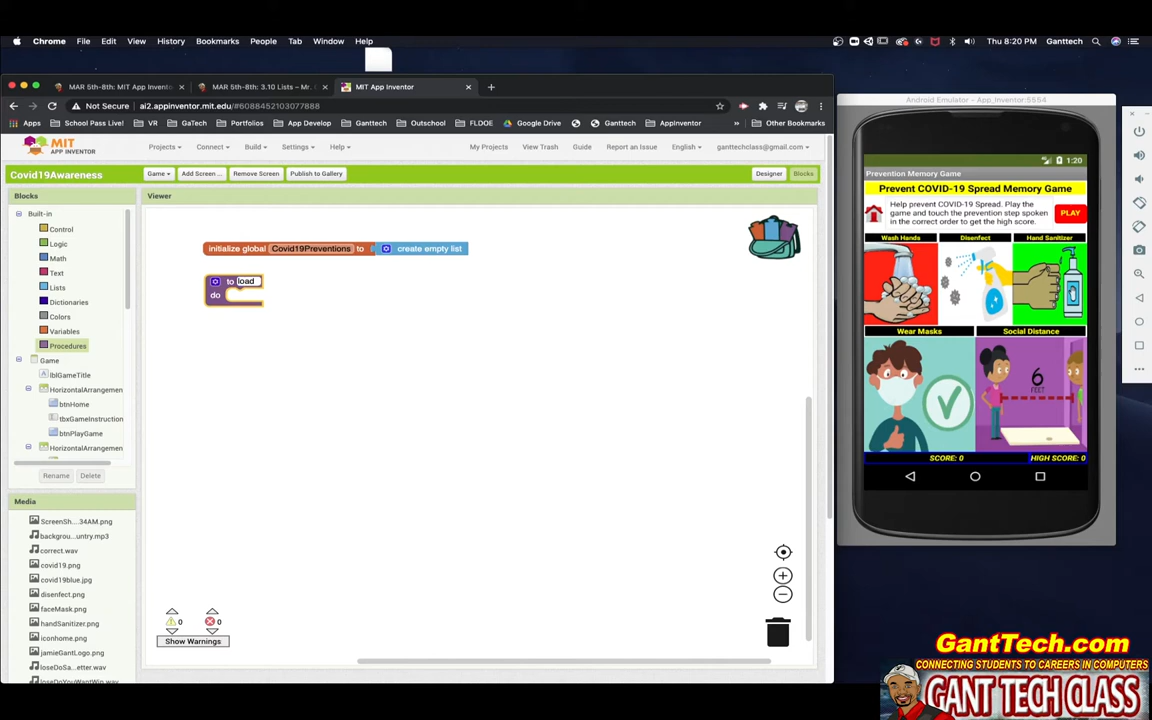 Chrome File Edit View History Bookmarks People Tab Window Help
Thu 8:20 PM Ganttech
MAR 5th-8th: MIT App Invento
MAR 5th-8th: 3.10 Lists – Mr. G
MIT App Inventor
Not Secure | ai2.appinventor.mit.edu/#6088452103077888
Apps School Pass Live! VR GaTech Portfolios App Develop Ganttech Outschool FLDOE Google Drive Ganttech AppInventor » Other Bookmarks
MIT
APP INVENTOR
Projects Connect Build Settings Help My Projects View Trash Guide Report an Issue English ganttechclass@gmail.com
Covid19Awareness
Game Add Screen ... Remove Screen Publish to Gallery Designer Blocks
Blocks
Viewer
Built-in
Control
Logic
Math
Text
Lists
Dictionaries
Colors
Variables
Procedures
Game
lblGameTitle
HorizontalArrangemen
btnHome
tbxGameInstruction
btnPlayGame
HorizontalArrangemen
Rename Delete
Media
ScreenSh....34AM.png
backgrou...untry.mp3
correct.wav
covid19.png
covid19blue.jpg
disenfect.png
faceMask.png
handSanitizer.png
iconhome.png
jamieGantLogo.png
loseDoSa...etter.wav
loseDoYouWantWin.wav
initialize global Covid19Preventions to create empty list
to load
do
0 0
Show Warnings
Android Emulator - App_Inventor:5554
1:20
Prevention Memory Game
Prevent COVID-19 Spread Memory Game
Help prevent COVID-19 Spread. Play the
game and touch the prevention step spoken
in the correct order to get the high score.
PLAY
Wash Hands Disenfect Hand Sanitizer
Wear Masks Social Distance
6
FEET
SCORE: 0 HIGH SCORE: 0
GantTech.com
CONNECTING STUDENTS TO CAREERS IN COMPUTERS
GANT TECH CLASS